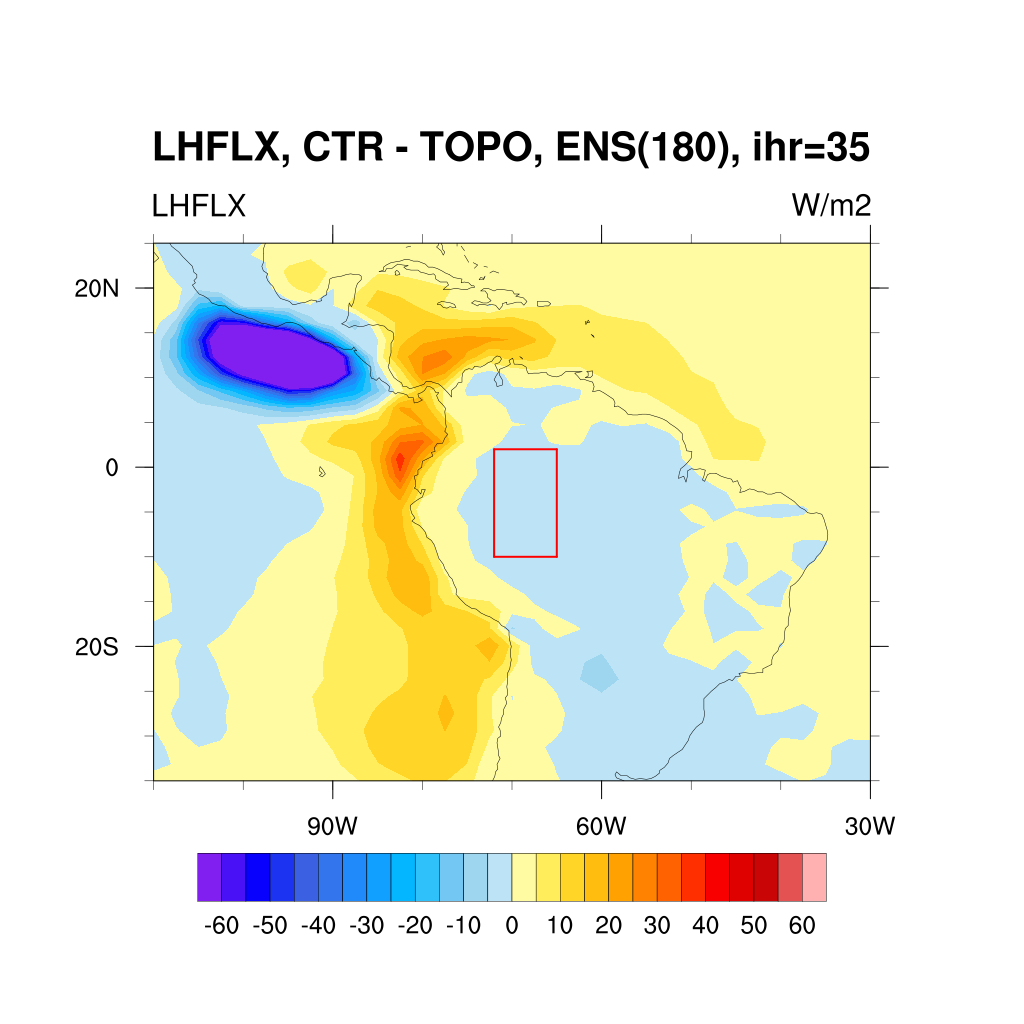 LHFLX, CTR - TOPO, ENS(180), ihr=35
LHFLX W/m2
20N
0
20S
90W 60W 30W
-60 -50 -40 -30 -20 -10 0 10 20 30 40 50 60